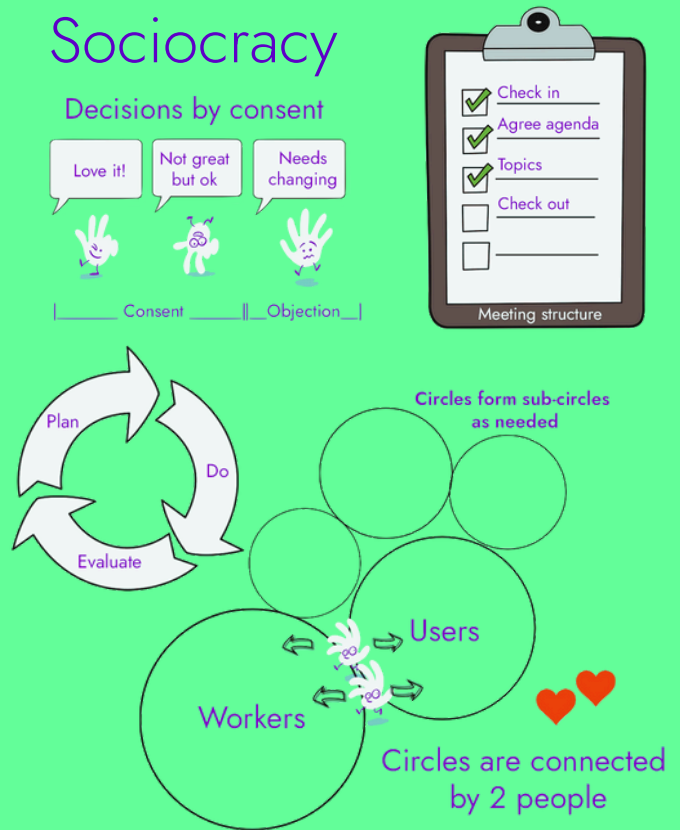 Sociocracy
Decisions by consent
Love it!
Not great
but ok
Needs
changing
|______ Consent ______||__Objection__|
Check in
Agree agenda
Topics
Check out
Meeting structure
Plan
Do
Evaluate
Circles form sub-circles
as needed
Users
Workers
Circles are connected
by 2 people